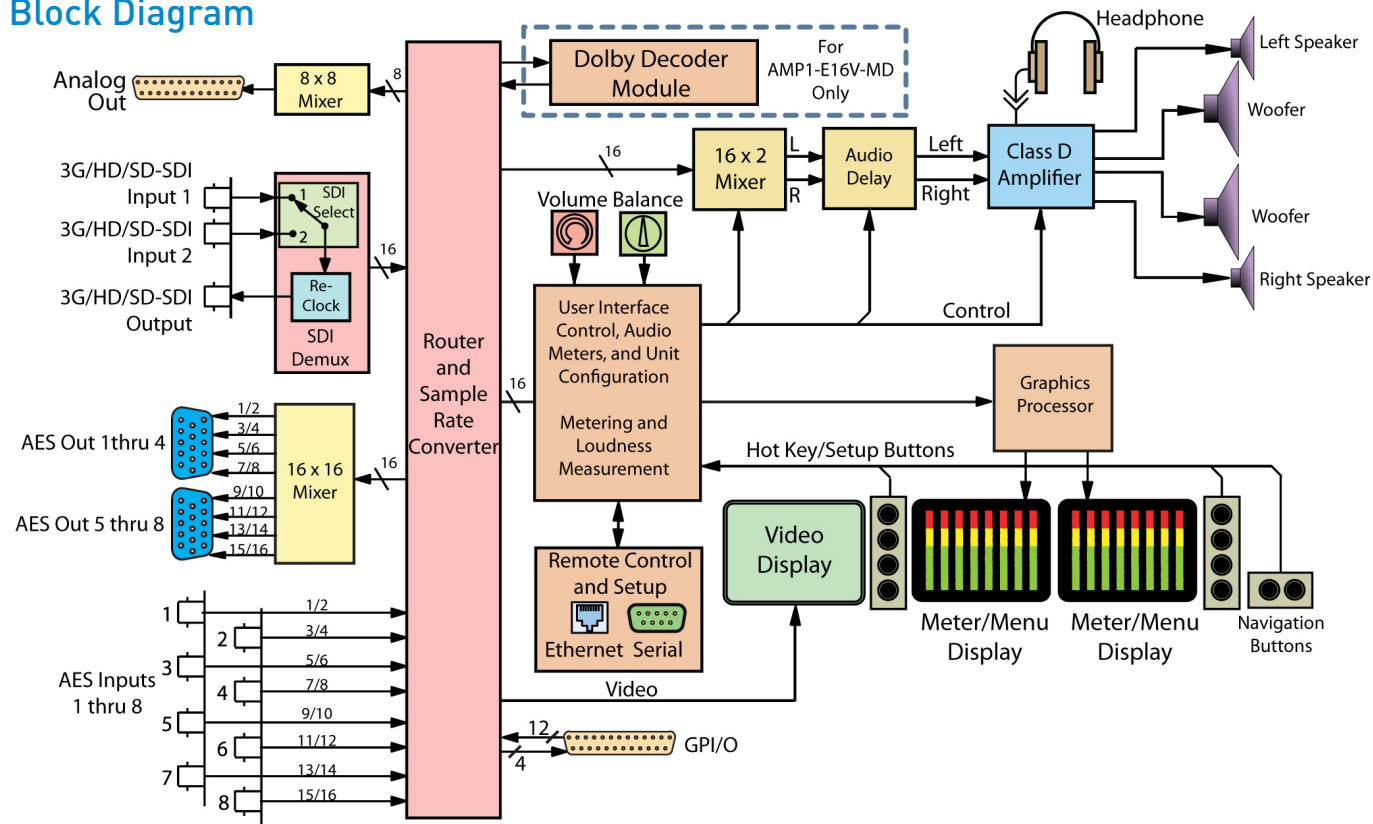 Block Diagram
Analog
Out
8 x 8
Mixer
8
Dolby Decoder
Module
For
AMP1-E16V-MD
Only
Headphone
Left Speaker
Woofer
Woofer
Right Speaker
16
16 x 2
Mixer
L
R
Audio
Delay
Left
Right
Class D
Amplifier
3G/HD/SD-SDI
Input 1
3G/HD/SD-SDI
Input 2
3G/HD/SD-SDI
Output
1
2
SDI
Select
Re-
Clock
SDI
Demux
16
Volume
Balance
User Interface
Control, Audio
Meters, and Unit
Configuration
Metering and
Loudness
Measurement
Control
Router
and
Sample
Rate
Converter
16
Graphics
Processor
Hot Key/Setup Buttons
AES Out 1thru 4
1/2
3/4
5/6
7/8
AES Out 5 thru 8
9/10
11/12
13/14
15/16
16 x 16
Mixer
16
Video
Display
Meter/Menu
Display
Meter/Menu
Display
Navigation
Buttons
Remote Control
and Setup
Ethernet
Serial
Video
AES Inputs
1 thru 8
1
1/2
2
3/4
3
5/6
4
7/8
5
9/10
6
11/12
7
13/14
8
15/16
12
4
GPI/O